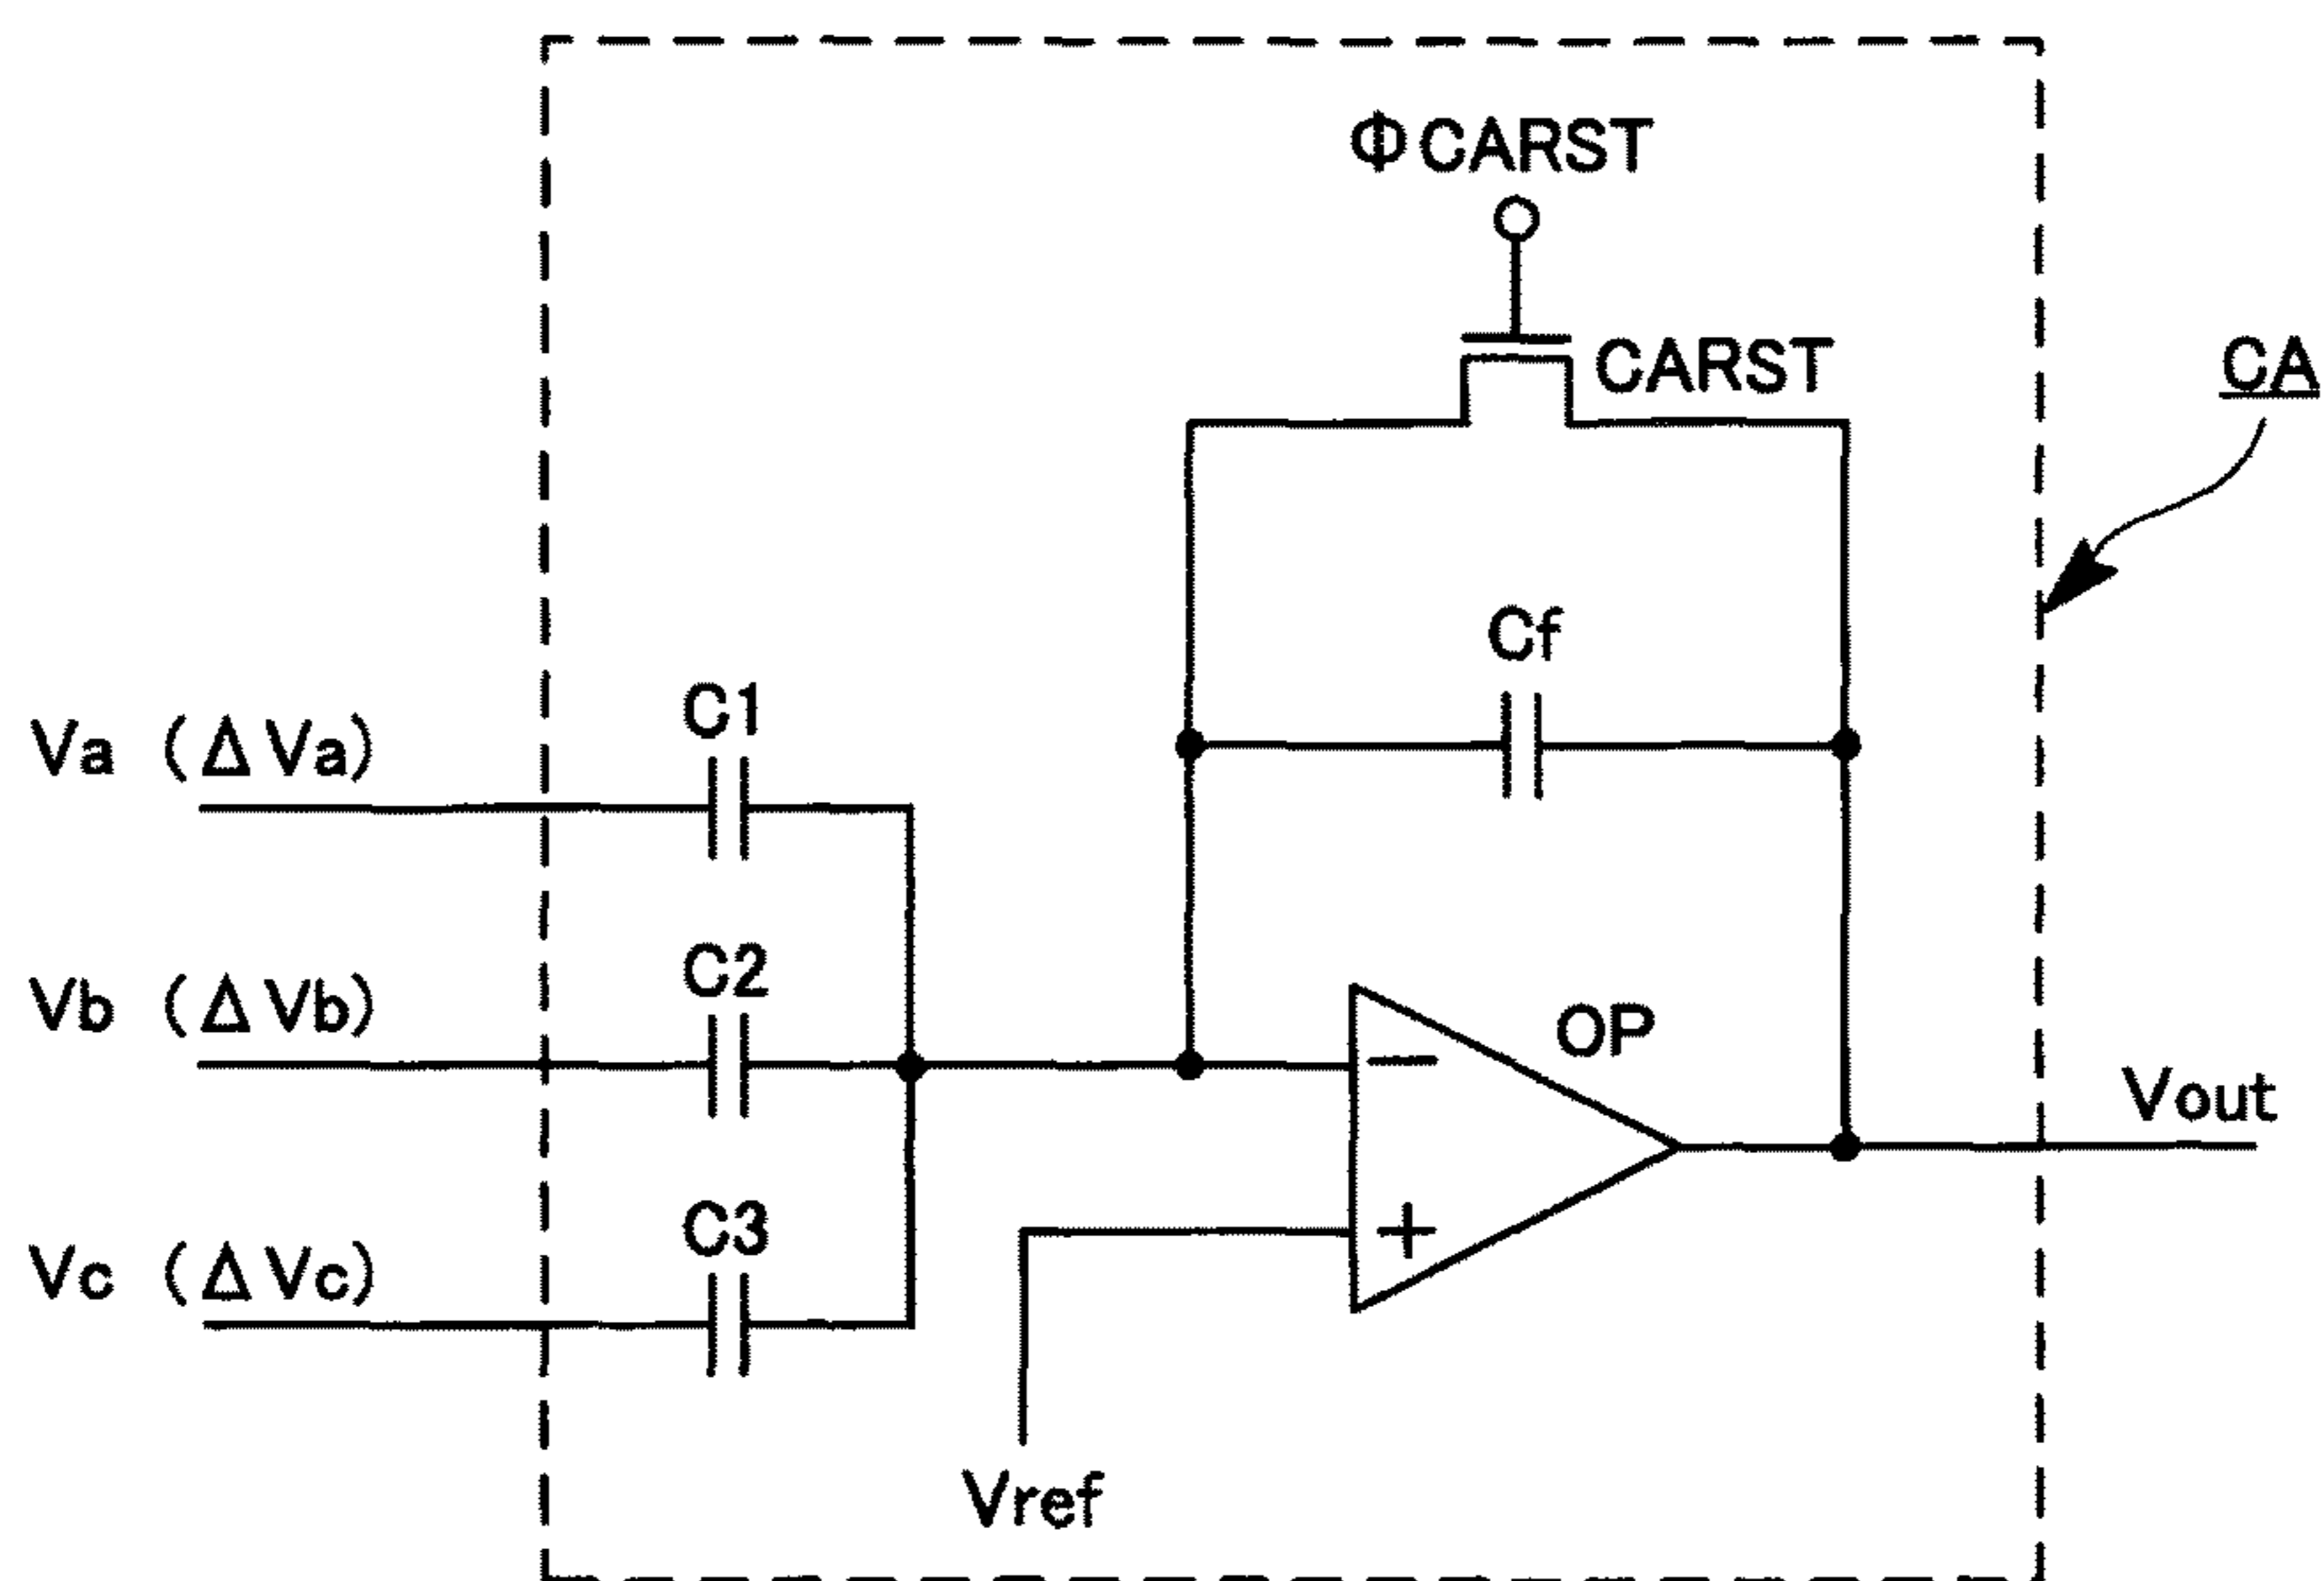 ΦCARST
CARST
CA
Cf
C1
Va (ΔVa)
C2
Vb (ΔVb)
OP
−
Vout
C3
Vc (ΔVc)
+
Vref